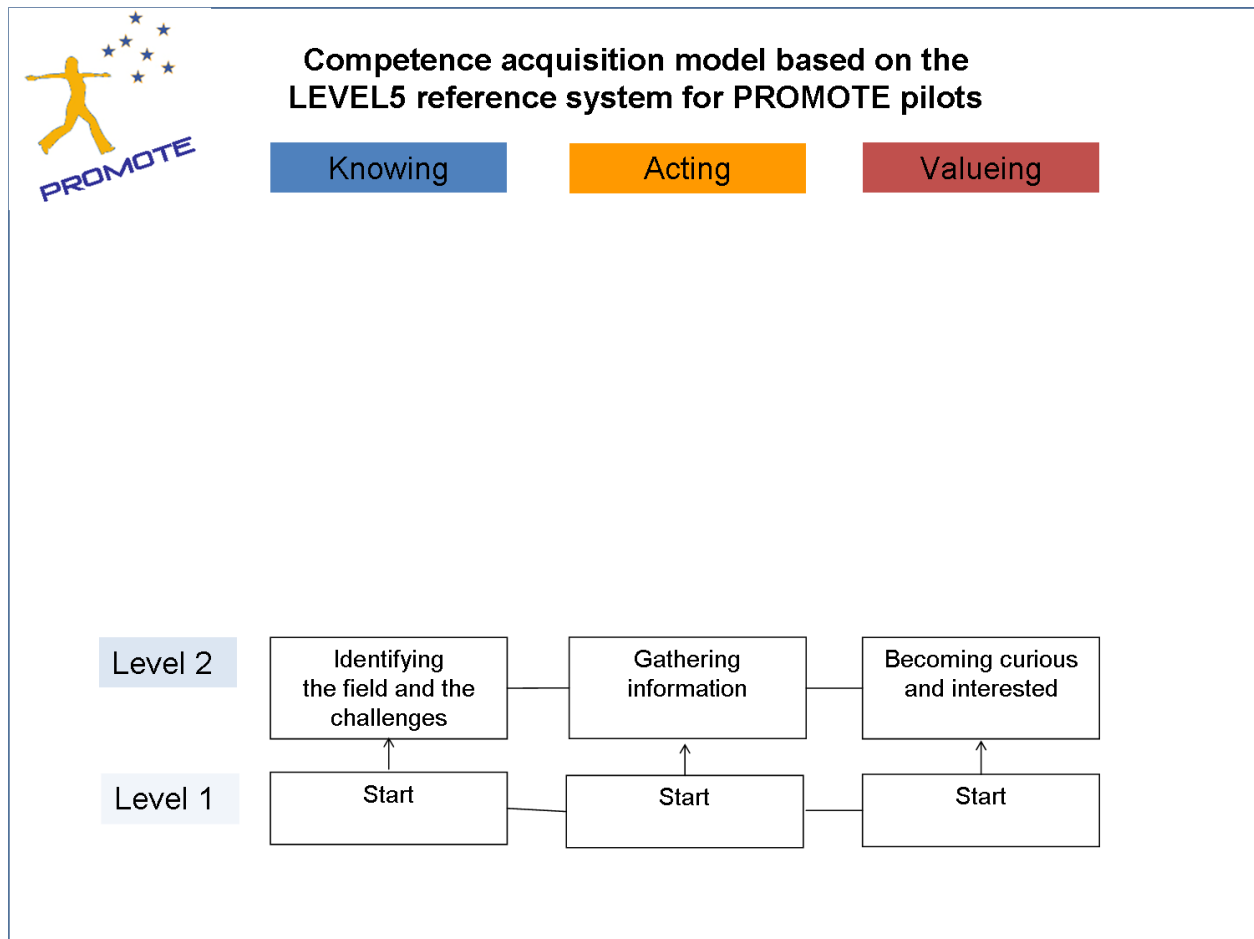 Competence acquisition model based on the
LEVEL5 reference system for PROMOTE pilots
PROMOTE
Knowing
Acting
Valueing
Level 2
Identifying
the field and the
challenges
Gathering
information
Becoming curious
and interested
Level 1
Start
Start
Start